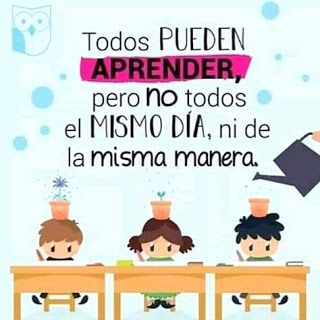 Todos PUEDEN
APRENDER,
pero no todos
el MISMO DÍA, ni de
la misma manera.